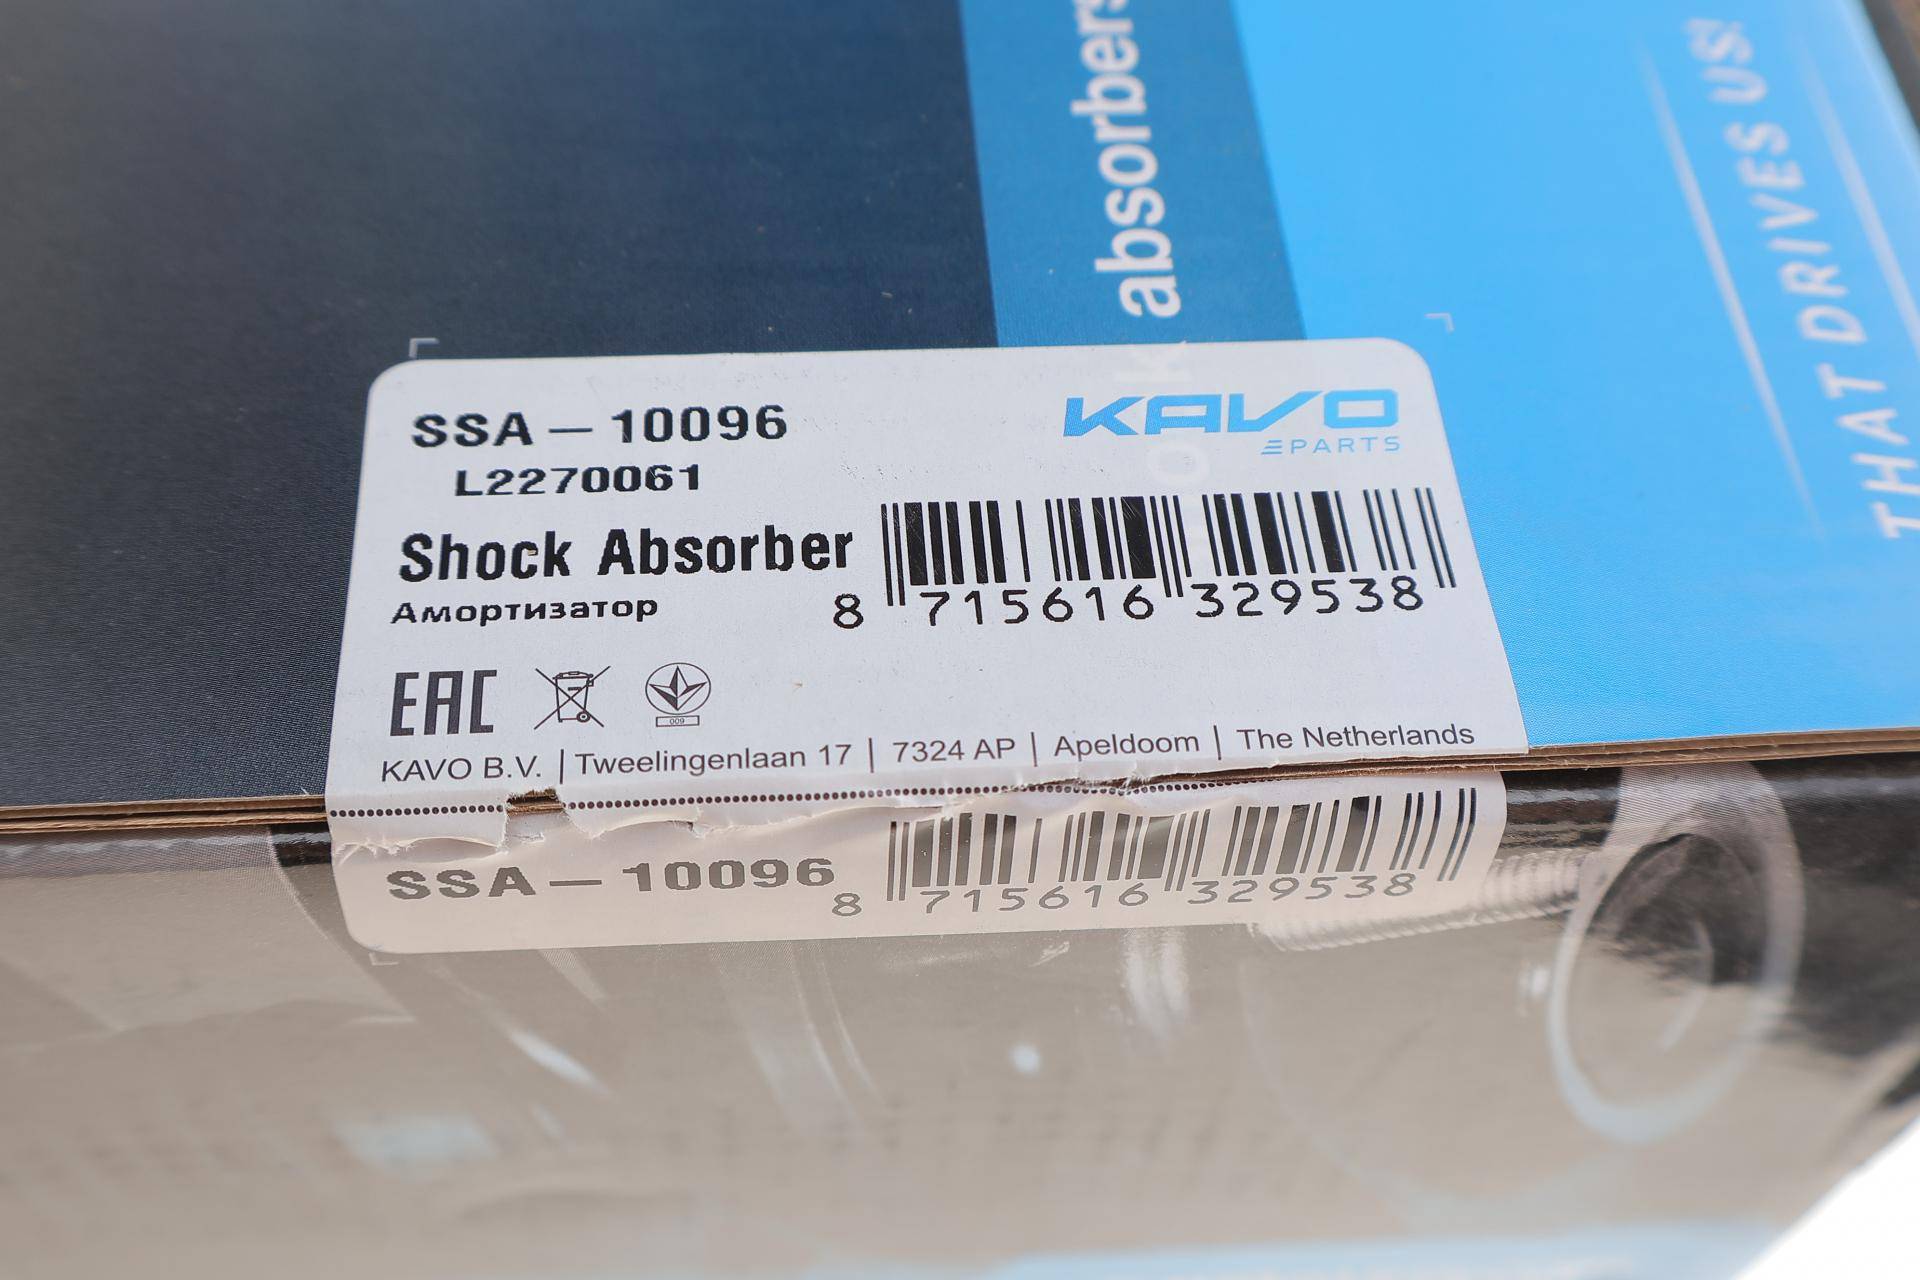 absorbers
THAT DRIVES US!
SSA – 10096
KAVO
PARTS
L2270061
Shock Absorber
Амортизатор
8 715616 329538
EAC
009
KAVO B.V. | Tweelingenlaan 17 | 7324 AP | Apeldoom | The Netherlands
SSA – 10096
8 715616 329538